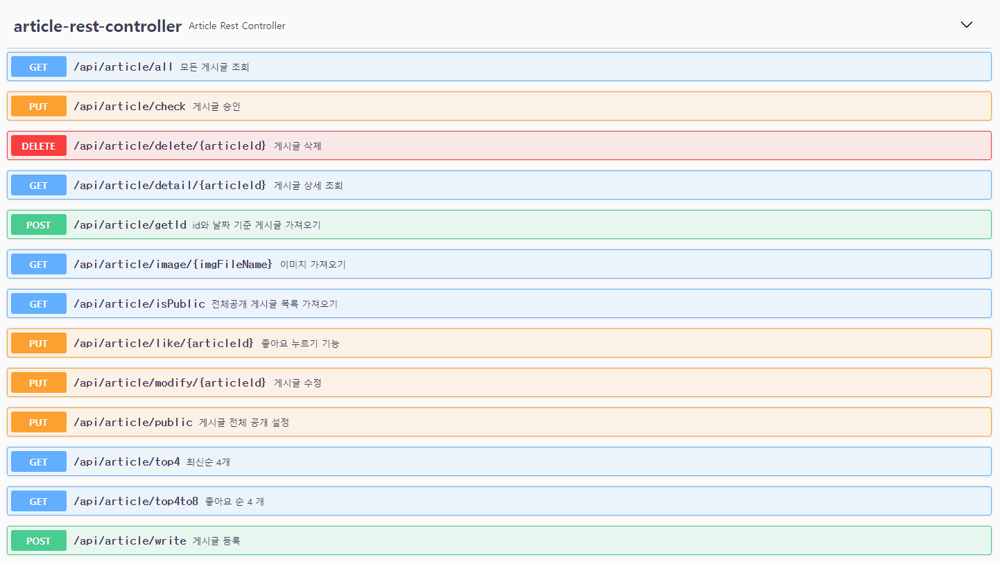 article-rest-controller Article Rest Controller
GET /api/article/all 모든 게시글 조회
PUT /api/article/check 게시글 승인
DELETE /api/article/delete/{articleId} 게시글 삭제
GET /api/article/detail/{articleId} 게시글 상세 조회
POST /api/article/getId id와 날짜 기준 게시글 가져오기
GET /api/article/image/{imgFileName} 이미지 가져오기
GET /api/article/isPublic 전체공개 게시글 목록 가져오기
PUT /api/article/like/{articleId} 좋아요 누르기 기능
PUT /api/article/modify/{articleId} 게시글 수정
PUT /api/article/public 게시글 전체 공개 설정
GET /api/article/top4 최신순 4개
GET /api/article/top4to8 좋아요 순 4 개
POST /api/article/write 게시글 등록